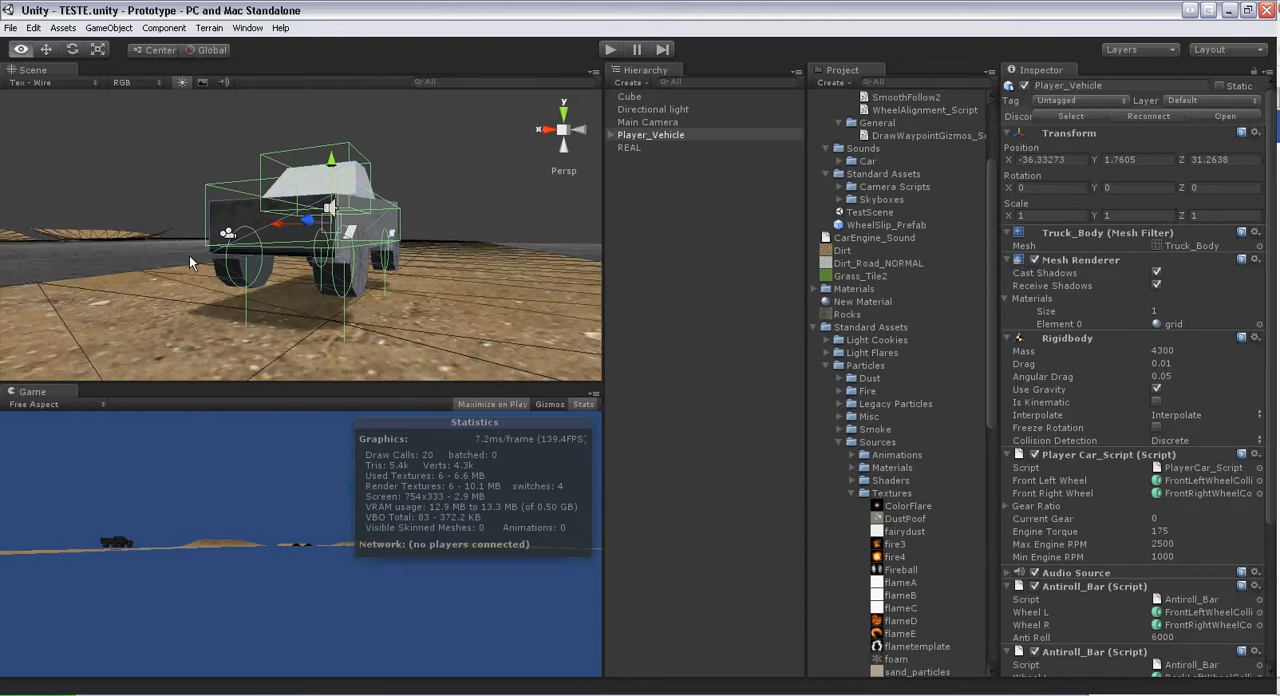 Unity - TESTE.unity - Prototype - PC and Mac Standalone
File Edit Assets GameObject Component Terrain Window Help
Center Global
Layers Layout
Scene
Tex - Wire RGB All
y
x
Persp
Game
Free Aspect Maximize on Play Gizmos Stats
Statistics
Graphics: 7.2ms/frame (139.4FPS)
Draw Calls: 20 batched: 0
Tris: 5.4k Verts: 4.3k
Used Textures: 6 - 6.6 MB
Render Textures: 6 - 10.1 MB switches: 4
Screen: 754x333 - 2.9 MB
VRAM usage: 12.9 MB to 13.3 MB (of 0.50 GB)
VBO Total: 83 - 372.2 KB
Visible Skinned Meshes: 0 Animations: 0
Network: (no players connected)
Hierarchy
Create All
Cube
Directional light
Main Camera
Player_Vehicle
REAL
Project
Create All
SmoothFollow2
WheelAlignment_Script
General
DrawWaypointGizmos_Sc
Sounds
Car
Standard Assets
Camera Scripts
Skyboxes
TestScene
WheelSlip_Prefab
CarEngine_Sound
Dirt
Dirt_Road_NORMAL
Grass_Tile2
Materials
New Material
Rocks
Standard Assets
Light Cookies
Light Flares
Particles
Dust
Fire
Legacy Particles
Misc
Smoke
Sources
Animations
Materials
Shaders
Textures
ColorFlare
DustPoof
fairydust
fire3
fire4
Fireball
flameA
flameB
flameC
flameD
flameE
flametemplate
foam
sand_particles
Inspector
Player_Vehicle Static
Tag Untagged Layer Default
Discor Select Reconnect Open
Transform
Position
X -36.33273 Y 1.7605 Z 31.2638
Rotation
X 0 Y 0 Z 0
Scale
X 1 Y 1 Z 1
Truck_Body (Mesh Filter)
Mesh Truck_Body
Mesh Renderer
Cast Shadows
Receive Shadows
Materials
Size 1
Element 0 grid
Rigidbody
Mass 4300
Drag 0.01
Angular Drag 0.05
Use Gravity
Is Kinematic
Interpolate Interpolate
Freeze Rotation
Collision Detection Discrete
Player Car_Script (Script)
Script PlayerCar_Script
Front Left Wheel FrontLeftWheelCo
Front Right Wheel FrontRightWheelCo
Gear Ratio
Current Gear 0
Engine Torque 175
Max Engine RPM 2500
Min Engine RPM 1000
Audio Source
Antiroll_Bar (Script)
Script Antiroll_Bar
Wheel L FrontLeftWheelColli
Wheel R FrontRightWheelCo
Anti Roll 6000
Antiroll_Bar (Script)
Script Antiroll_Bar